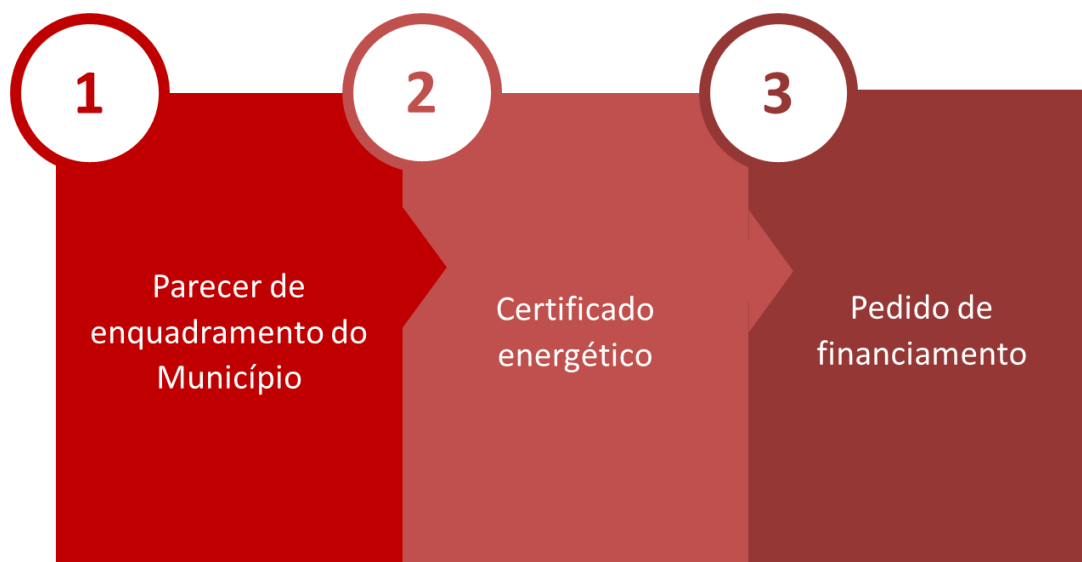 1
Parecer de
enquadramento do
Município
2
Certificado
energético
3
Pedido de
financiamento